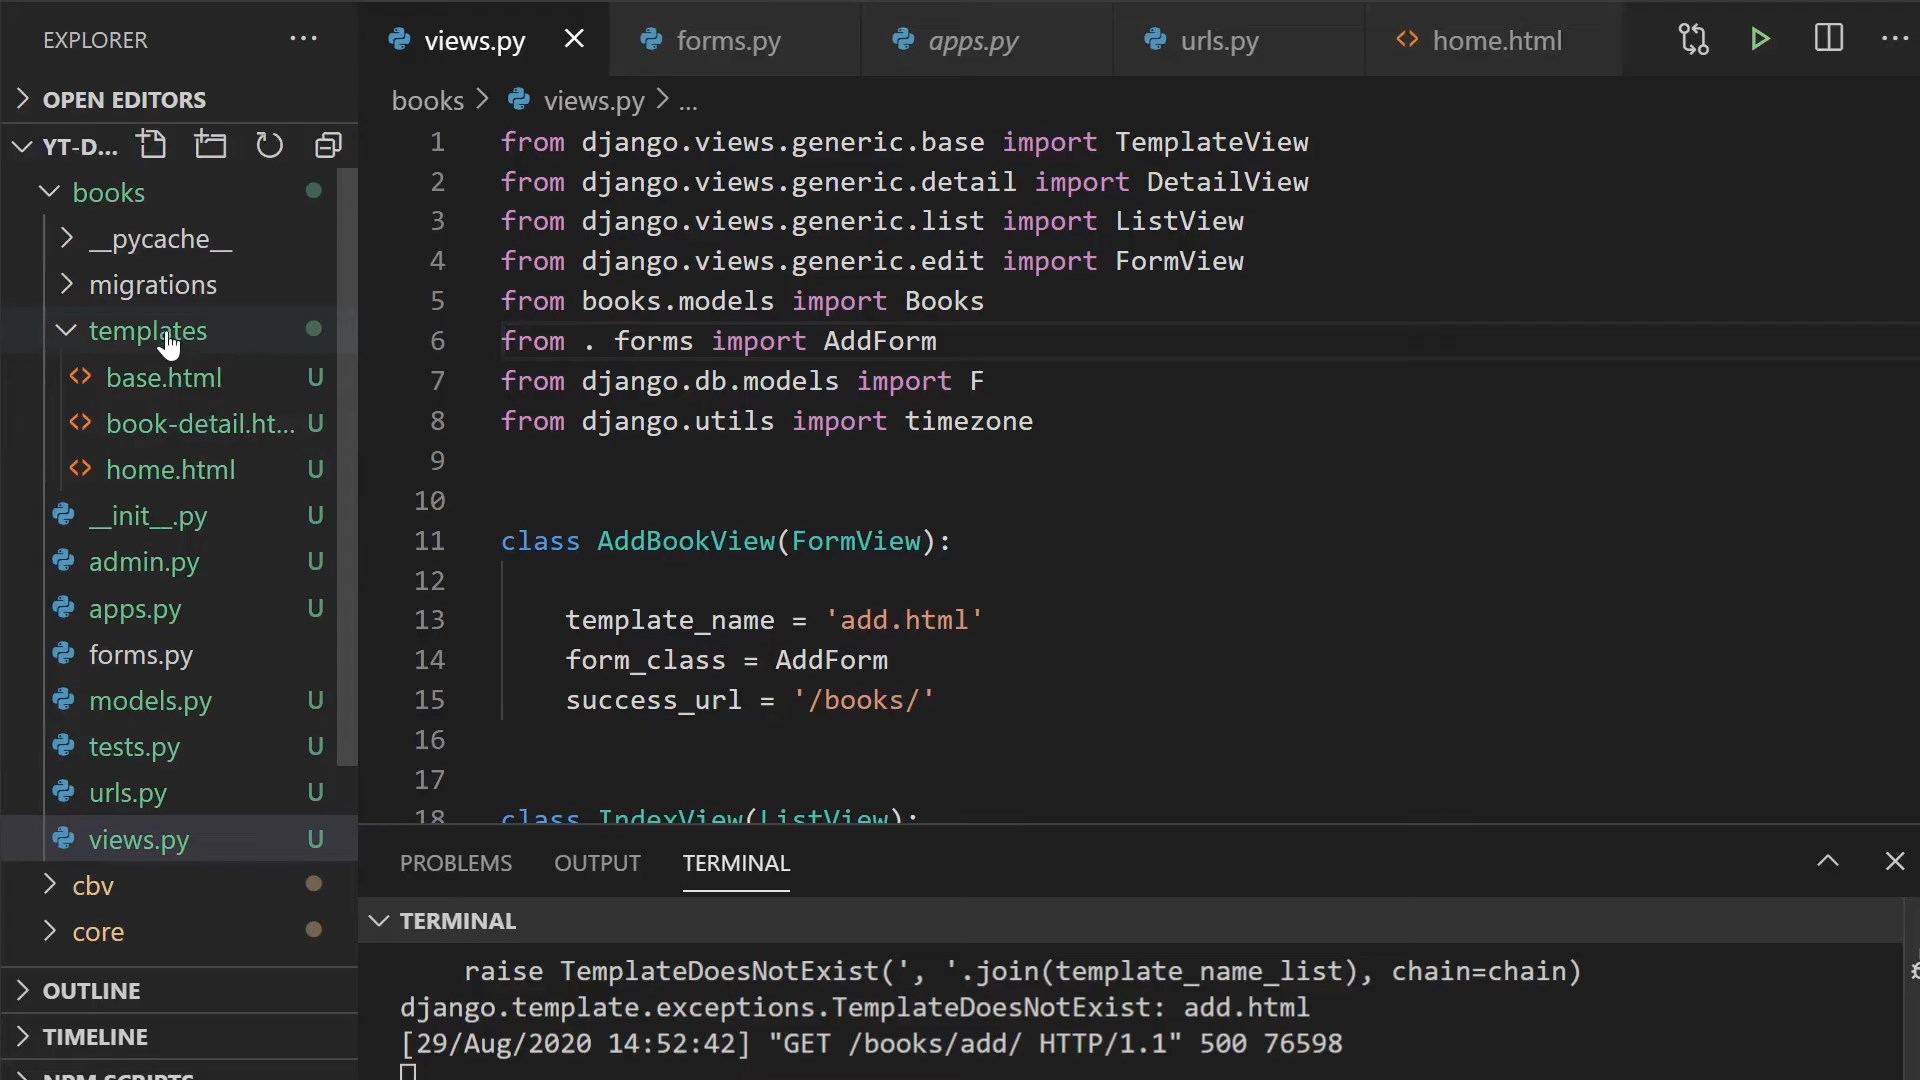 EXPLORER
OPEN EDITORS
YT-D...
books
__pycache__
migrations
templates
base.html U
book-detail.ht... U
home.html U
__init__.py U
admin.py U
apps.py U
forms.py
models.py U
tests.py U
urls.py U
views.py U
cbv
core
OUTLINE
TIMELINE
NPM SCRIPTS
views.py
forms.py
apps.py
urls.py
home.html
books > views.py > ...
1 from django.views.generic.base import TemplateView
2 from django.views.generic.detail import DetailView
3 from django.views.generic.list import ListView
4 from django.views.generic.edit import FormView
5 from books.models import Books
6 from . forms import AddForm
7 from django.db.models import F
8 from django.utils import timezone
9
10
11 class AddBookView(FormView):
12
13 template_name = 'add.html'
14 form_class = AddForm
15 success_url = '/books/'
16
17
18 class IndexView(ListView):
PROBLEMS OUTPUT TERMINAL
TERMINAL
raise TemplateDoesNotExist(', '.join(template_name_list), chain=chain)
django.template.exceptions.TemplateDoesNotExist: add.html
[29/Aug/2020 14:52:42] "GET /books/add/ HTTP/1.1" 500 76598